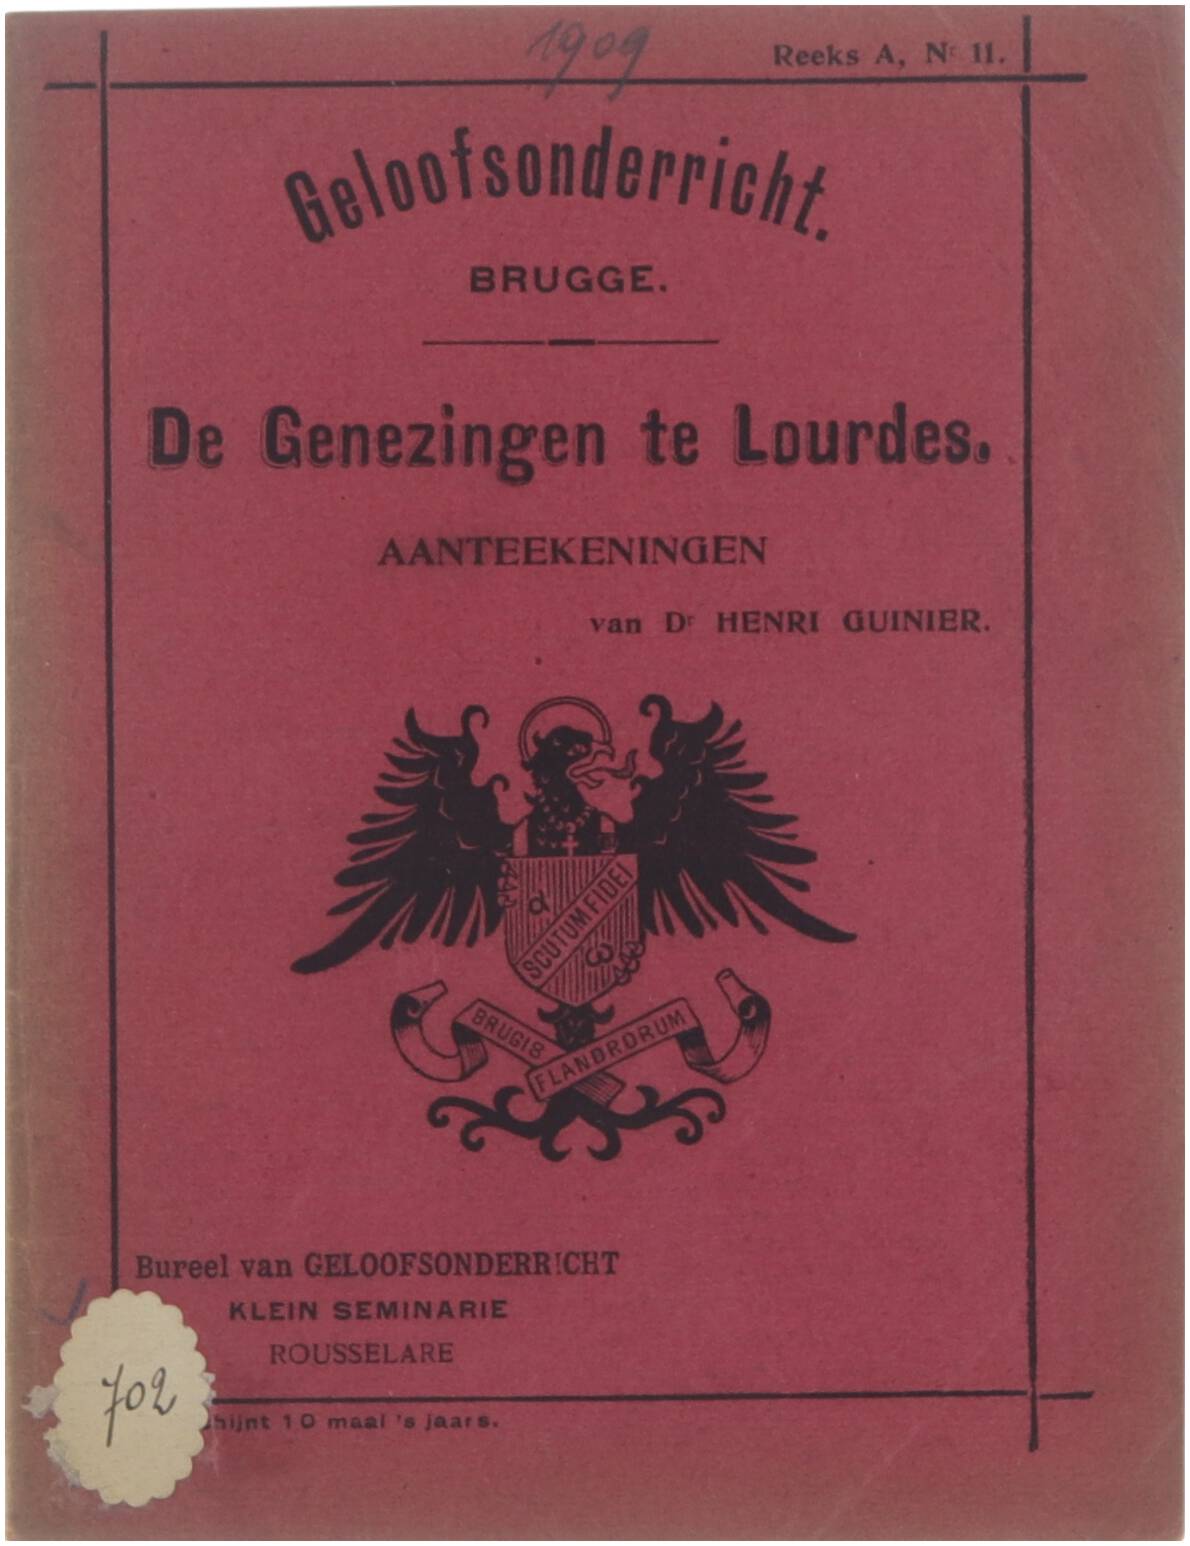 1909
Reeks A, Nr 11.
Geloofsonderricht.
BRUGGE.
De Genezingen te Lourdes.
AANTEEKENINGEN
van Dr HENRI GUINIER.
α
SCUTUM FIDEI
ω
BRUGIS
FLANDRORUM
Bureel van GELOOFSONDERRICHT
KLEIN SEMINARIE
ROUSSELARE
702
hijnt 10 maal 's jaars.